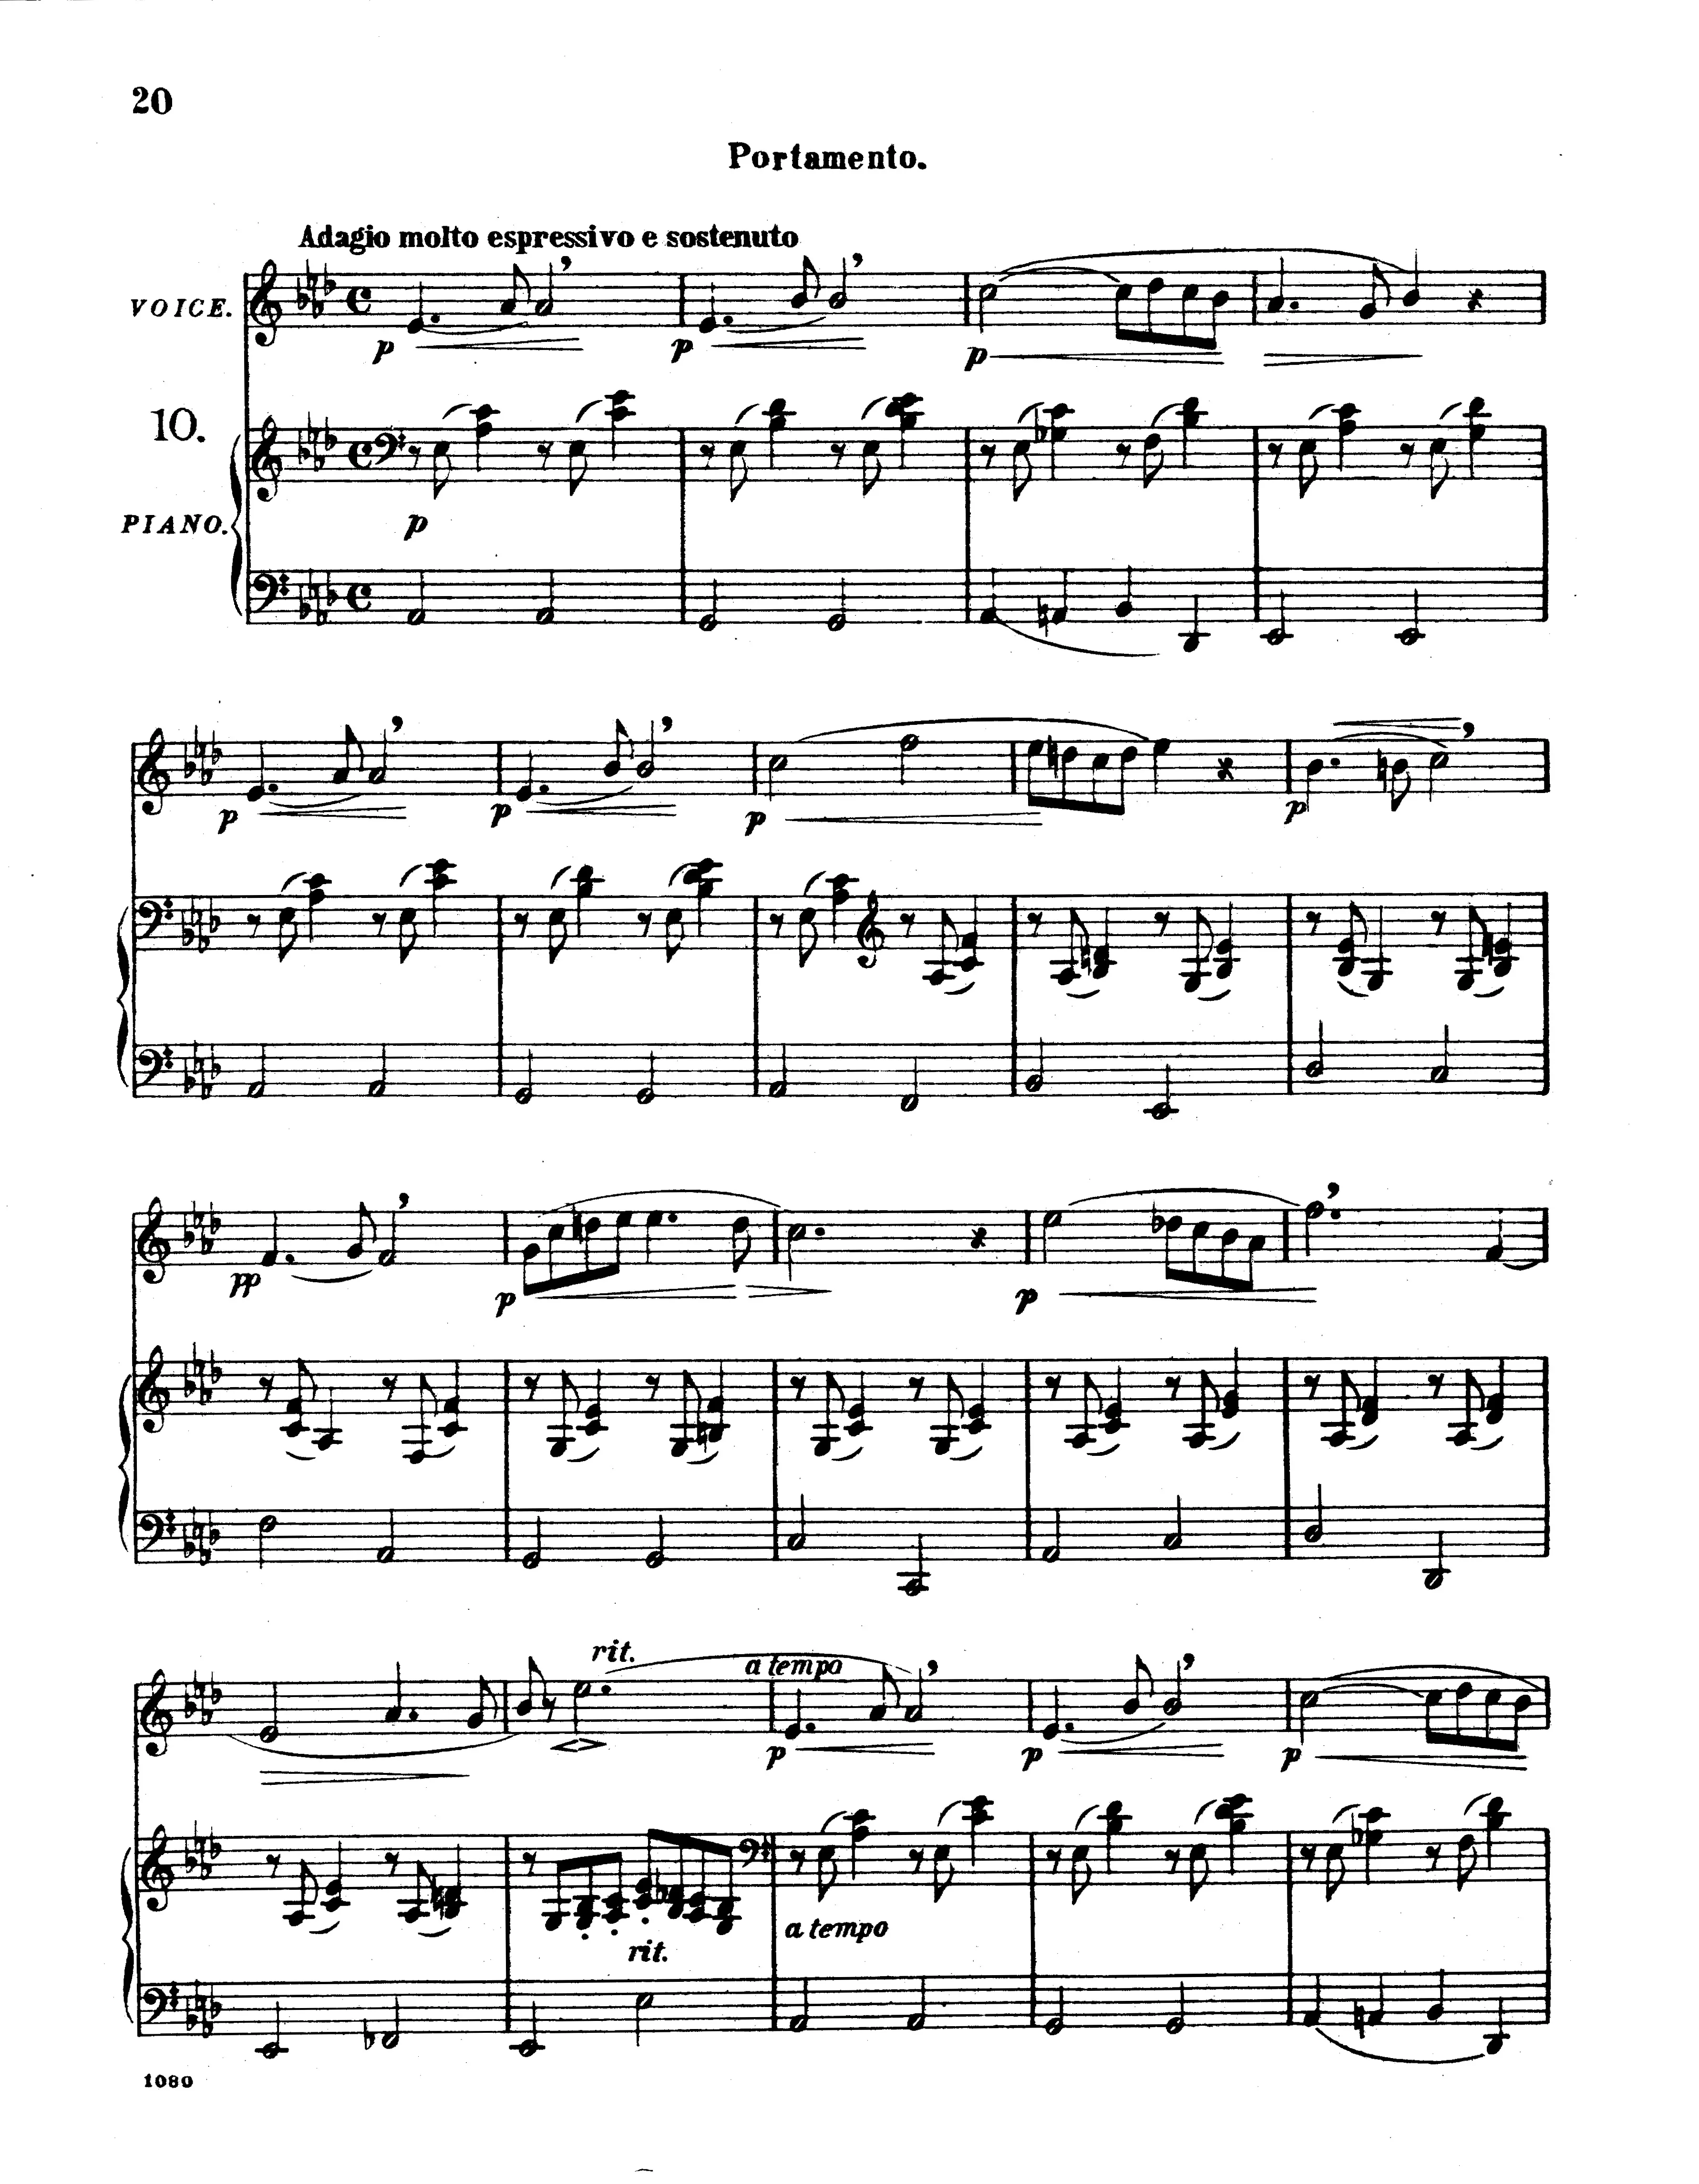 20
Portamento.
Adagio molto espressivo e sostenuto
VOICE.
p
p
p
10.
PIANO.
p
p
p
p
p
pp
p
p
rit.
a tempo
p
p
p
a tempo
rit.
1080